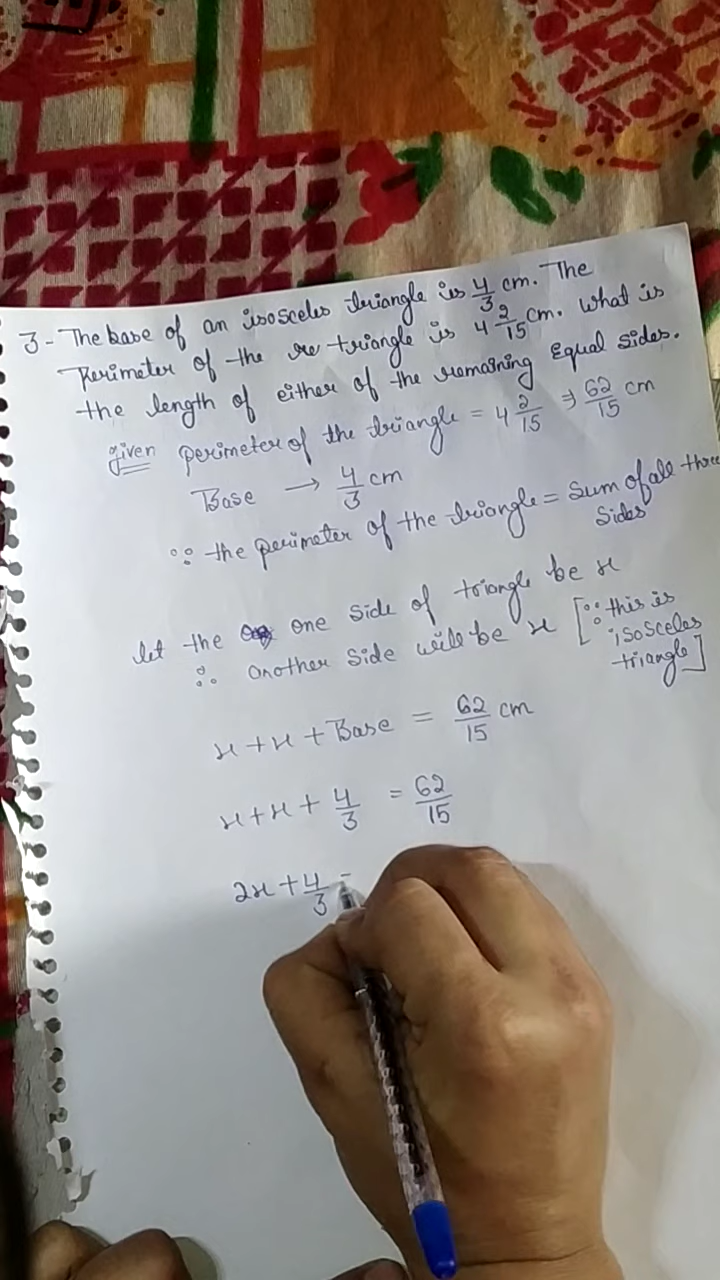 3- The base of an isosceles triangle is 4/3 cm. The
Perimeter of the re triangle is 4 2/15 cm. what is
the length of either of the remaining equal sides.
given perimeter of the triangle = 4 2/15 ⇒ 62/15 cm
Base → 4/3 cm
∵ the perimeter of the triangle = Sum of all three
Sides
let the one side of triangle be x
∴ another side will be x [∵ this is
isosceles
triangle]
x + x + Base = 62/15 cm
x + x + 4/3 = 62/15
2x + 4/3 =